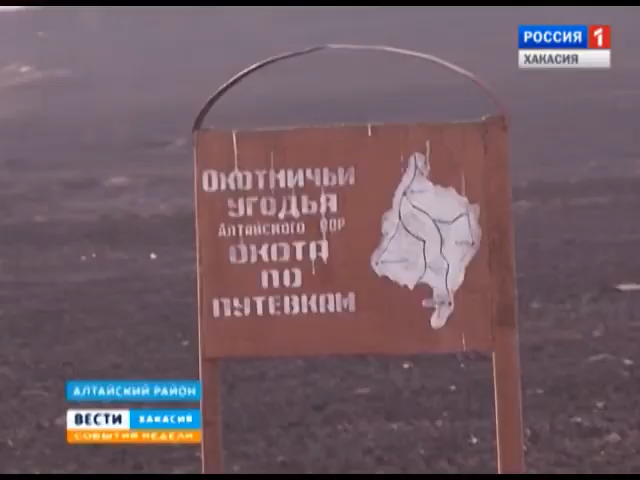 РОССИЯ 1
ХАКАСИЯ
ОХОТНИЧЬИ
УГОДЬЯ
АЛТАЙСКОГО ООР
ОХОТА
ПО
ПУТЕВКАМ
АЛТАЙСКИЙ РАЙОН
ВЕСТИ ХАКАСИЯ
СОБЫТИЯ НЕДЕЛИ